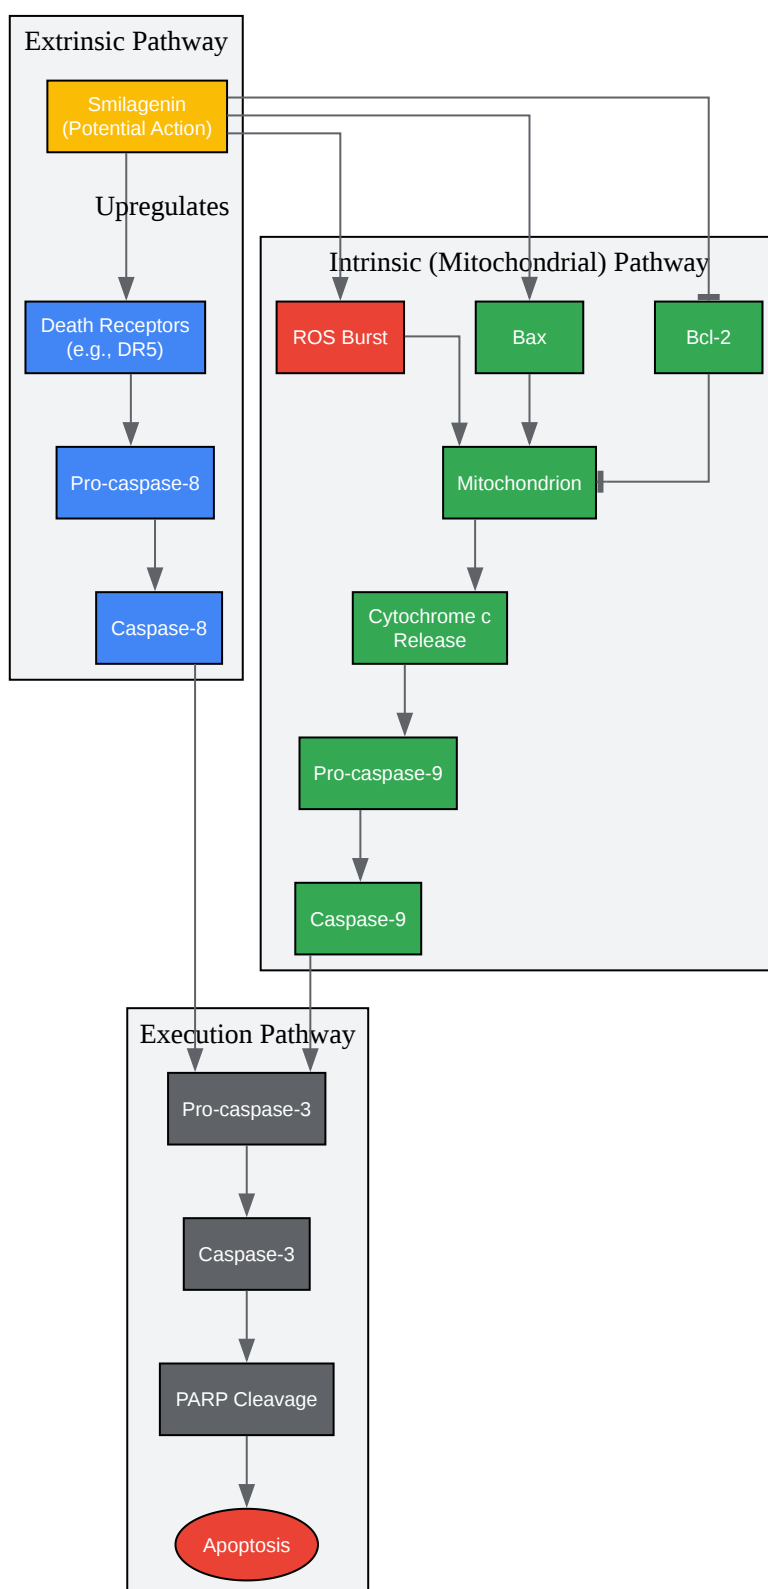 Extrinsic Pathway
Smilagenin
(Potential Action)
Upregulates
Intrinsic (Mitochondrial) Pathway
Death Receptors
(e.g., DR5)
ROS Burst
Bax
Bcl-2
Pro-caspase-8
Mitochondrion
Caspase-8
Cytochrome c
Release
Pro-caspase-9
Caspase-9
Execution Pathway
Pro-caspase-3
Caspase-3
PARP Cleavage
Apoptosis